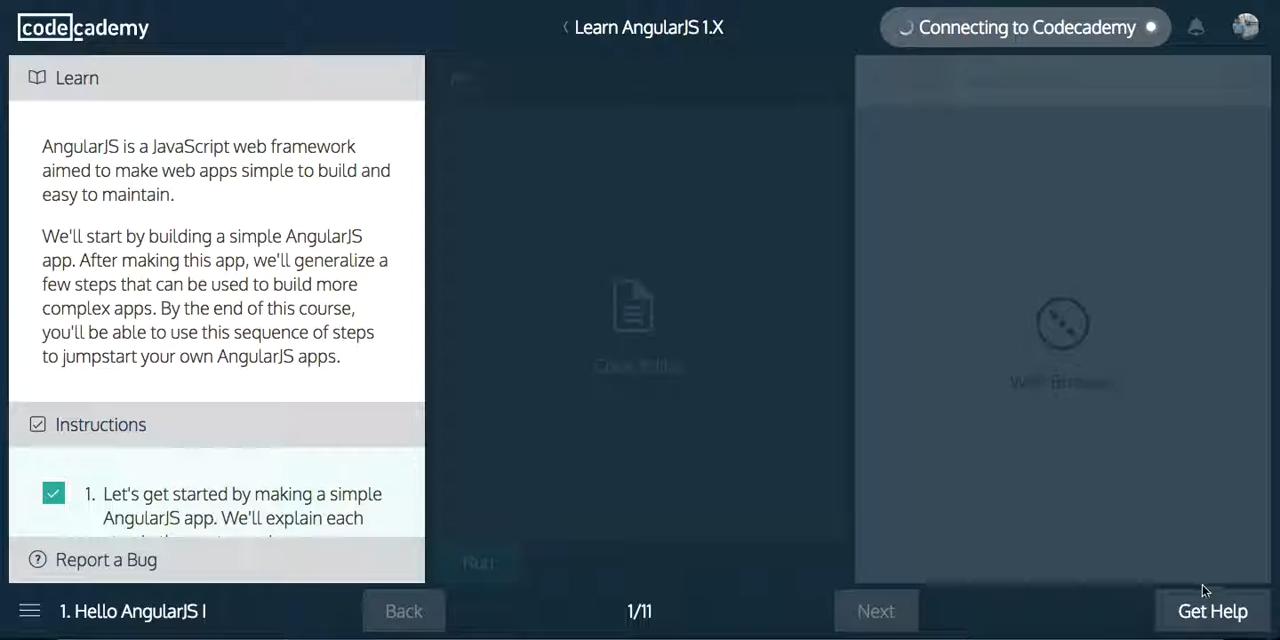 codecademy
Learn AngularJS 1.X
Connecting to Codecademy
Learn
AngularJS is a JavaScript web framework
aimed to make web apps simple to build and
easy to maintain.
We'll start by building a simple AngularJS
app. After making this app, we'll generalize a
few steps that can be used to build more
complex apps. By the end of this course,
you'll be able to use this sequence of steps
to jumpstart your own AngularJS apps.
Instructions
1. Let's get started by making a simple
AngularJS app. We'll explain each
Report a Bug
Code Editor
Run
Web Browser
1. Hello AngularJS I
Back
1/11
Next
Get Help